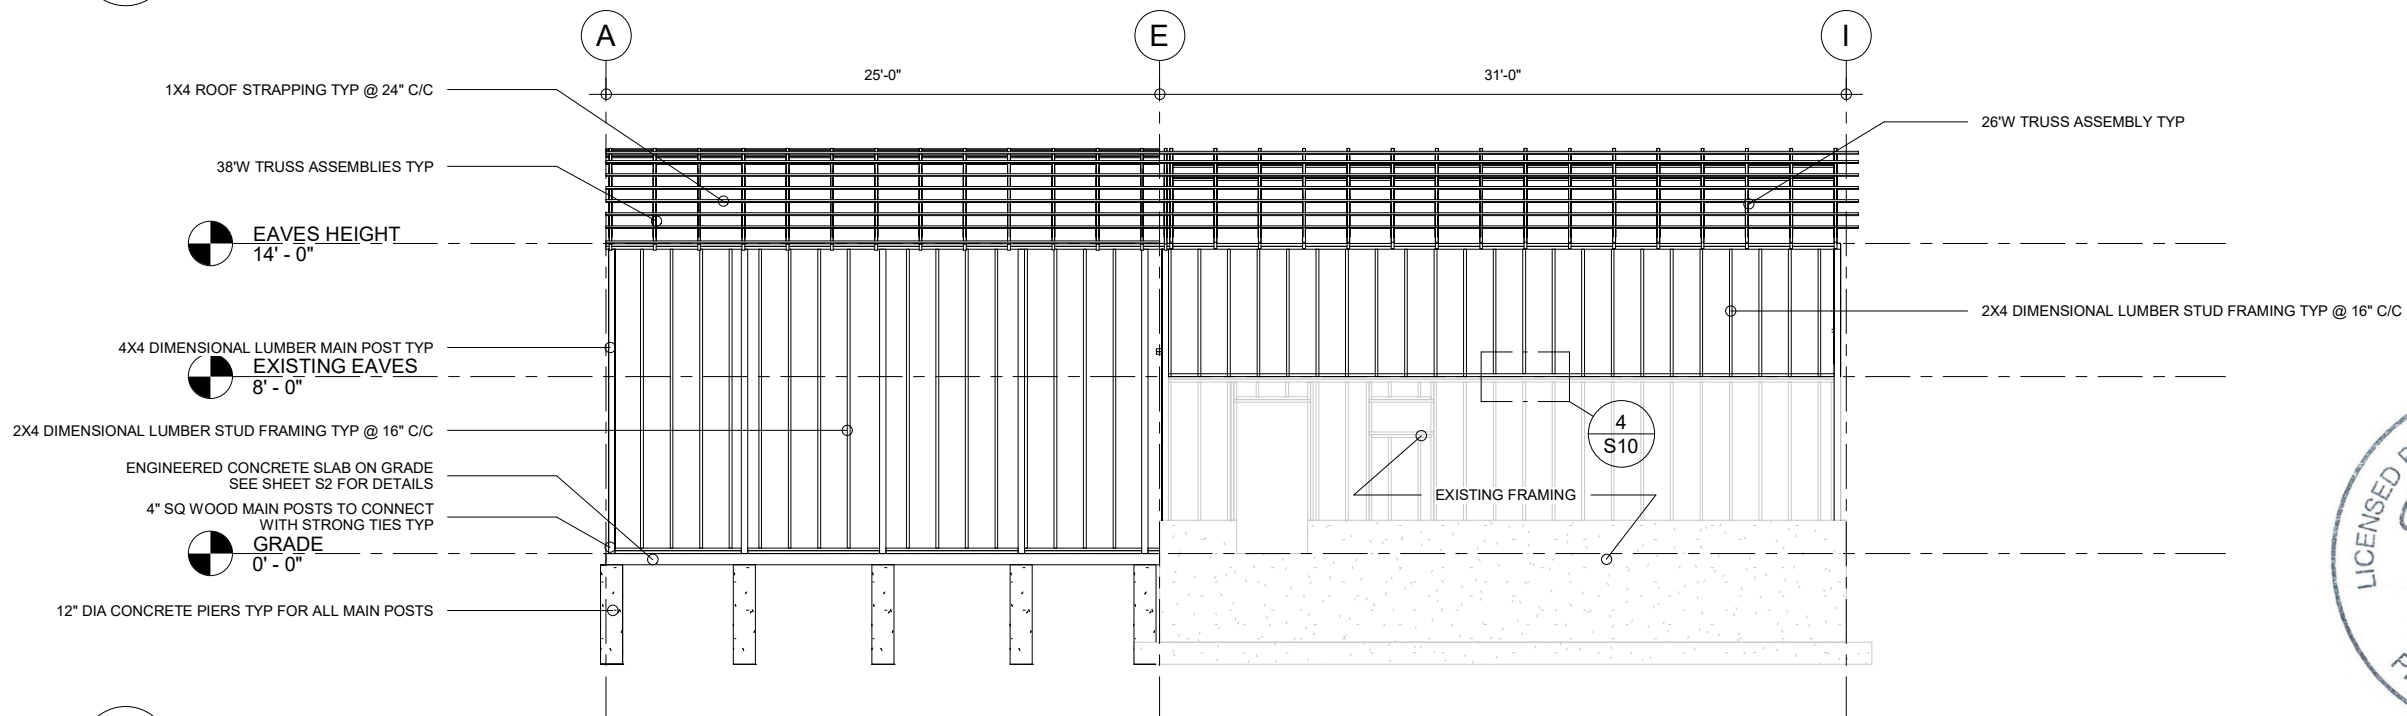 A
E
I
25'-0"
31'-0"
1X4 ROOF STRAPPING TYP @ 24" C/C
26'W TRUSS ASSEMBLY TYP
38'W TRUSS ASSEMBLIES TYP
EAVES HEIGHT
14' - 0"
2X4 DIMENSIONAL LUMBER STUD FRAMING TYP @ 16" C/C
4X4 DIMENSIONAL LUMBER MAIN POST TYP
EXISTING EAVES
8' - 0"
4
S10
2X4 DIMENSIONAL LUMBER STUD FRAMING TYP @ 16" C/C
ENGINEERED CONCRETE SLAB ON GRADE
SEE SHEET S2 FOR DETAILS
EXISTING FRAMING
4" SQ WOOD MAIN POSTS TO CONNECT
WITH STRONG TIES TYP
GRADE
0' - 0"
12" DIA CONCRETE PIERS TYP FOR ALL MAIN POSTS
LICENSED